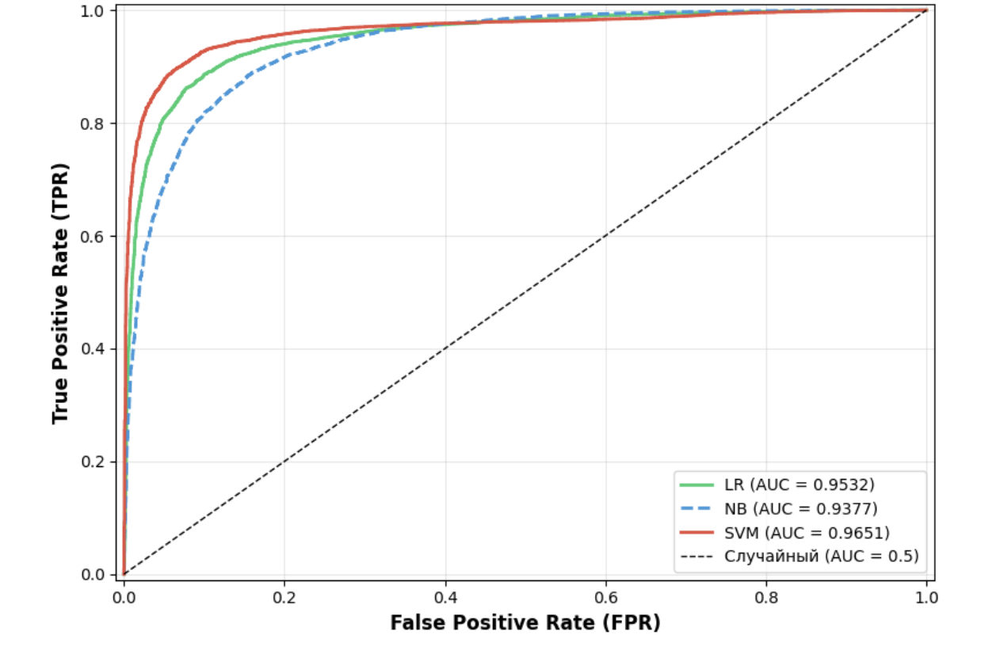 1.0
0.8
0.6
0.4
0.2
0.0
True Positive Rate (TPR)
LR (AUC = 0.9532)
NB (AUC = 0.9377)
SVM (AUC = 0.9651)
Случайный (AUC = 0.5)
0.0 0.2 0.4 0.6 0.8 1.0
False Positive Rate (FPR)